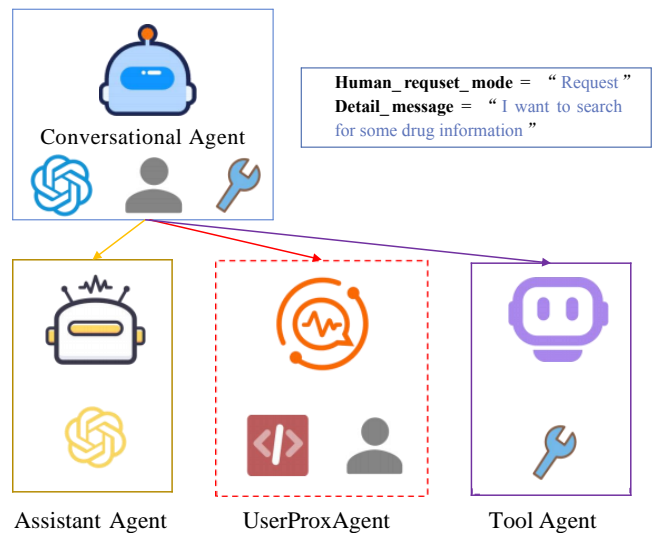 Conversational Agent
Human_requset_mode = “ Request ”
Detail_message = “ I want to search
for some drug information ”
</>
Assistant Agent
UserProxAgent
Tool Agent